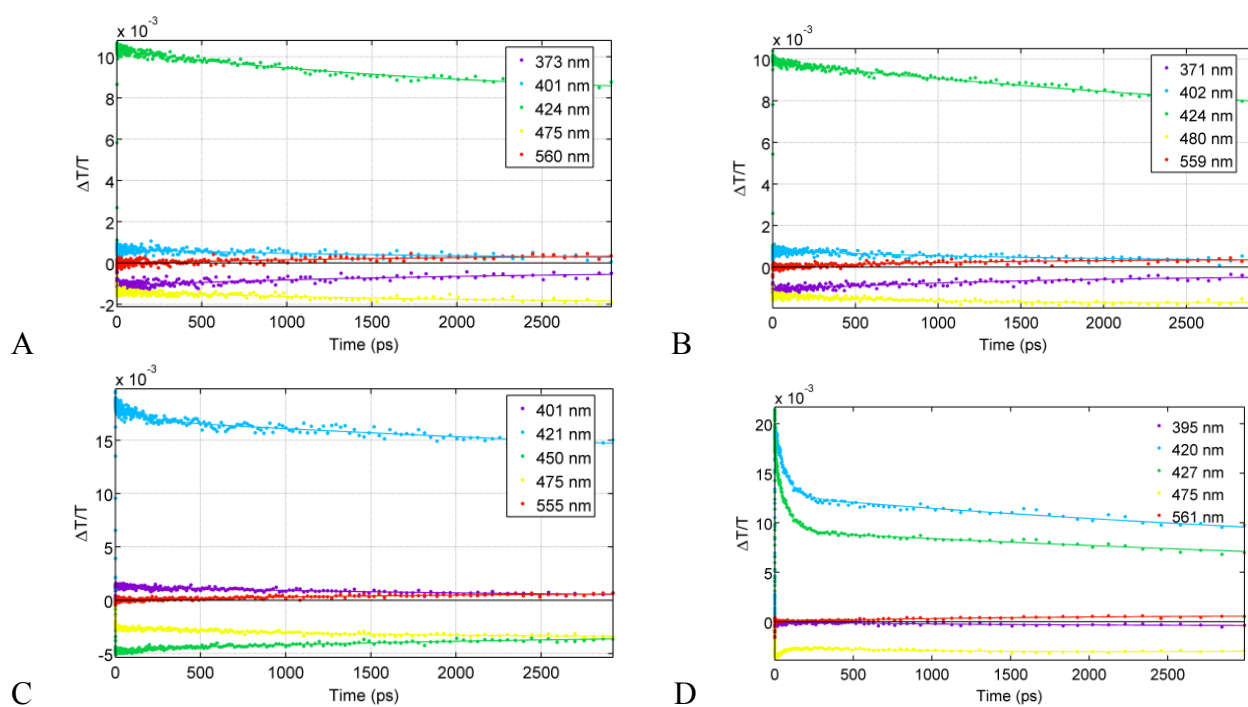 x 10⁻³
10
8
6
4
2
0
-2
ΔT/T
0 500 1000 1500 2000 2500
Time (ps)
373 nm
401 nm
424 nm
475 nm
560 nm
A
x 10⁻³
10
8
6
4
2
0
ΔT/T
0 500 1000 1500 2000 2500
Time (ps)
371 nm
402 nm
424 nm
480 nm
559 nm
B
x 10⁻³
15
10
5
0
-5
ΔT/T
0 500 1000 1500 2000 2500
Time (ps)
401 nm
421 nm
450 nm
475 nm
555 nm
C
x 10⁻³
20
15
10
5
0
ΔT/T
0 500 1000 1500 2000 2500
Time (ps)
395 nm
420 nm
427 nm
475 nm
561 nm
D